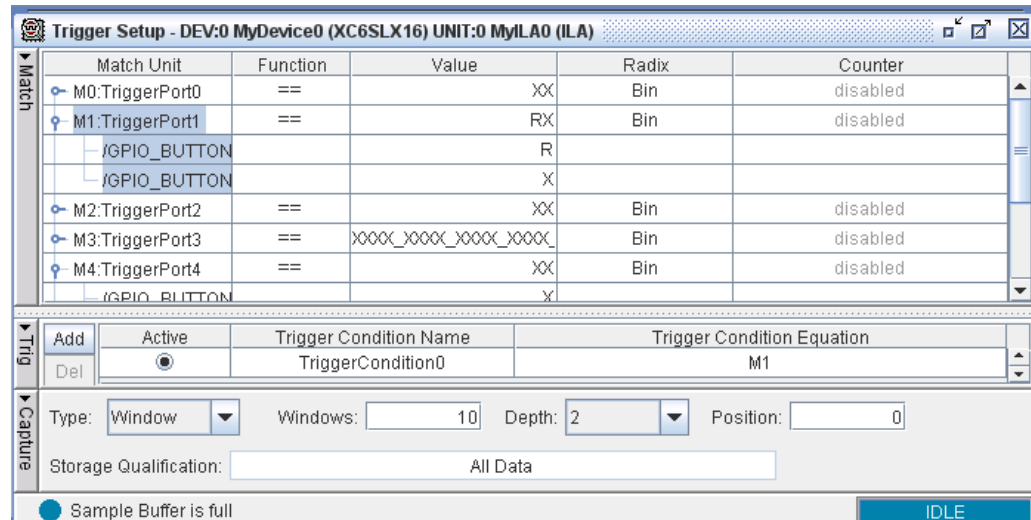 Trigger Setup - DEV:0 MyDevice0 (XC6SLX16) UNIT:0 MyILA0 (ILA)
Match
Match Unit Function Value Radix Counter
M0:TriggerPort0 == XX Bin disabled
M1:TriggerPort1 == RX Bin disabled
/GPIO_BUTTON R
/GPIO_BUTTON X
M2:TriggerPort2 == XX Bin disabled
M3:TriggerPort3 == XXXX_XXXX_XXXX_XXXX_ Bin disabled
M4:TriggerPort4 == XX Bin disabled
/GPIO_BUTTON X
Trig
Add Active Trigger Condition Name Trigger Condition Equation
Del TriggerCondition0 M1
Capture
Type: Window Windows: 10 Depth: 2 Position: 0
Storage Qualification: All Data
Sample Buffer is full IDLE